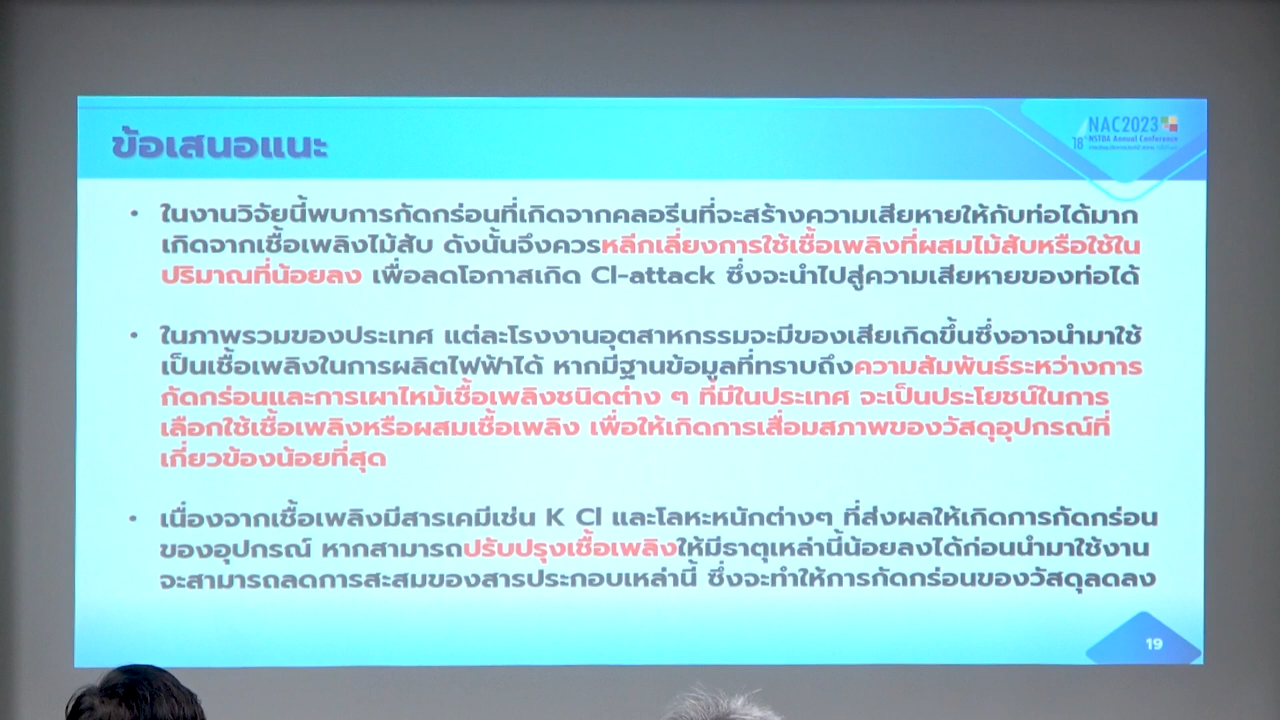 ข้อเสนอแนะ
NAC2023
18th NSTDA Annual Conference
• ในงานวิจัยนี้พบการกัดกร่อนที่เกิดจากคลอรีนที่จะสร้างความเสียหายให้กับท่อได้มาก
เกิดจากเชื้อเพลิงไม้สับ ดังนั้นจึงควรหลีกเลี่ยงการใช้เชื้อเพลิงที่ผสมไม้สับหรือใช้ใน
ปริมาณที่น้อยลง เพื่อลดโอกาสเกิด Cl-attack ซึ่งจะนำไปสู่ความเสียหายของท่อได้
• ในภาพรวมของประเทศ แต่ละโรงงานอุตสาหกรรมจะมีของเสียเกิดขึ้นซึ่งอาจนำมาใช้
เป็นเชื้อเพลิงในการผลิตไฟฟ้าได้ หากมีฐานข้อมูลที่ทราบถึงความสัมพันธ์ระหว่างการ
กัดกร่อนและการเผาไหม้เชื้อเพลิงชนิดต่าง ๆ ที่มีในประเทศ จะเป็นประโยชน์ในการ
เลือกใช้เชื้อเพลิงหรือผสมเชื้อเพลิง เพื่อให้เกิดการเสื่อมสภาพของวัสดุอุปกรณ์ที่
เกี่ยวข้องน้อยที่สุด
• เนื่องจากเชื้อเพลิงมีสารเคมีเช่น K Cl และโลหะหนักต่างๆ ที่ส่งผลให้เกิดการกัดกร่อน
ของอุปกรณ์ หากสามารถปรับปรุงเชื้อเพลิงให้มีธาตุเหล่านี้น้อยลงได้ก่อนนำมาใช้งาน
จะสามารถลดการสะสมของสารประกอบเหล่านี้ ซึ่งจะทำให้การกัดกร่อนของวัสดุลดลง
19